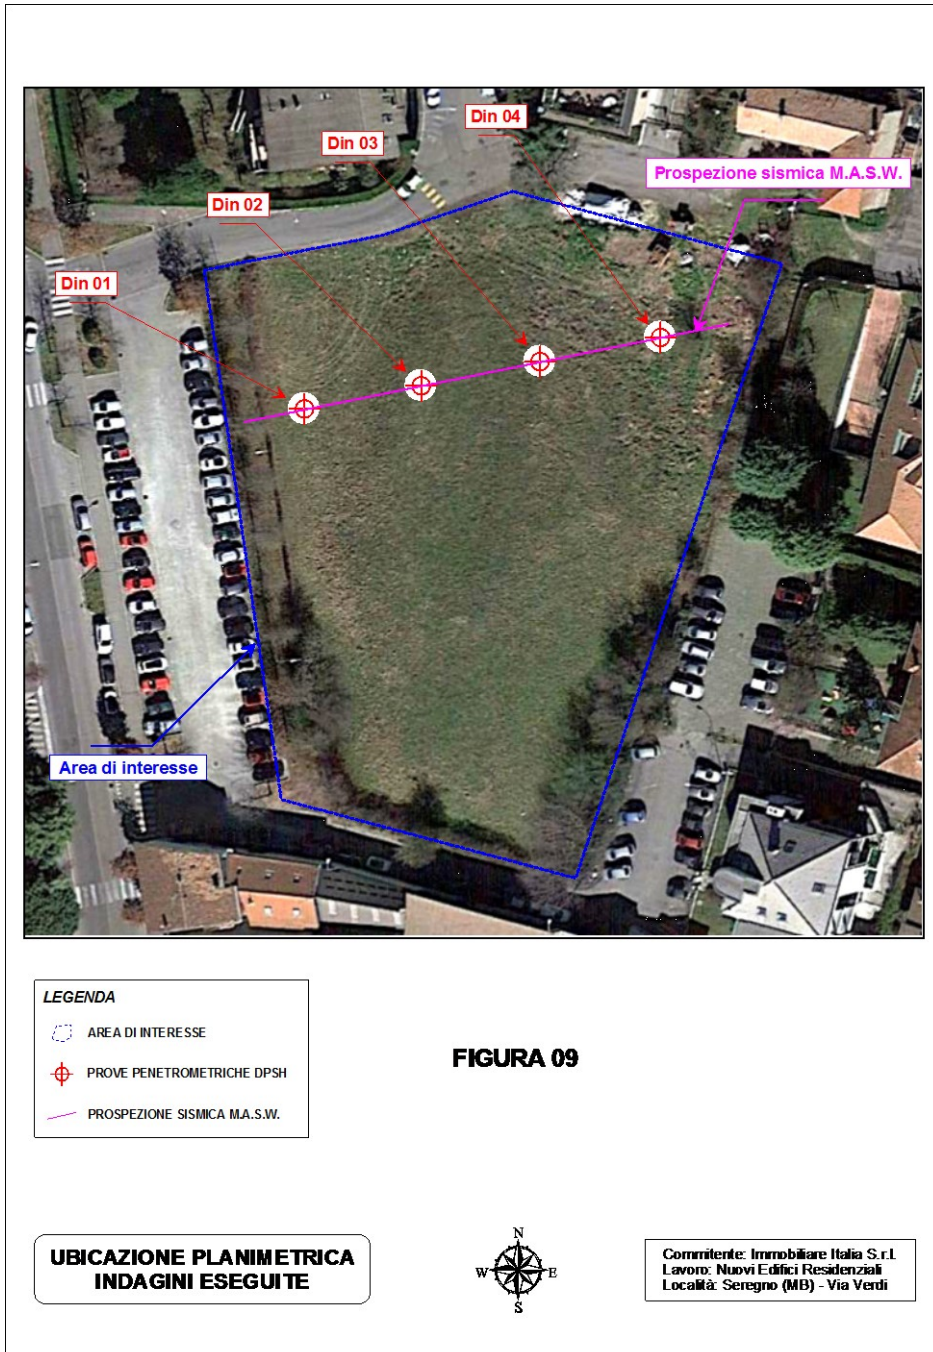 Din 04
Din 03
Prospezione sismica M.A.S.W.
Din 02
Din 01
Area di interesse
LEGENDA
AREA DI INTERESSE
PROVE PENETROMETRICHE DPSH
PROSPEZIONE SISMICA M.A.S.W.
FIGURA 09
UBICAZIONE PLANIMETRICA
INDAGINI ESEGUITE
N
W E
S
Committente: Immobiliare Italia S.r.l.
Lavoro: Nuovi Edifici Residenziali
Località: Seregno (MB) - Via Verdi